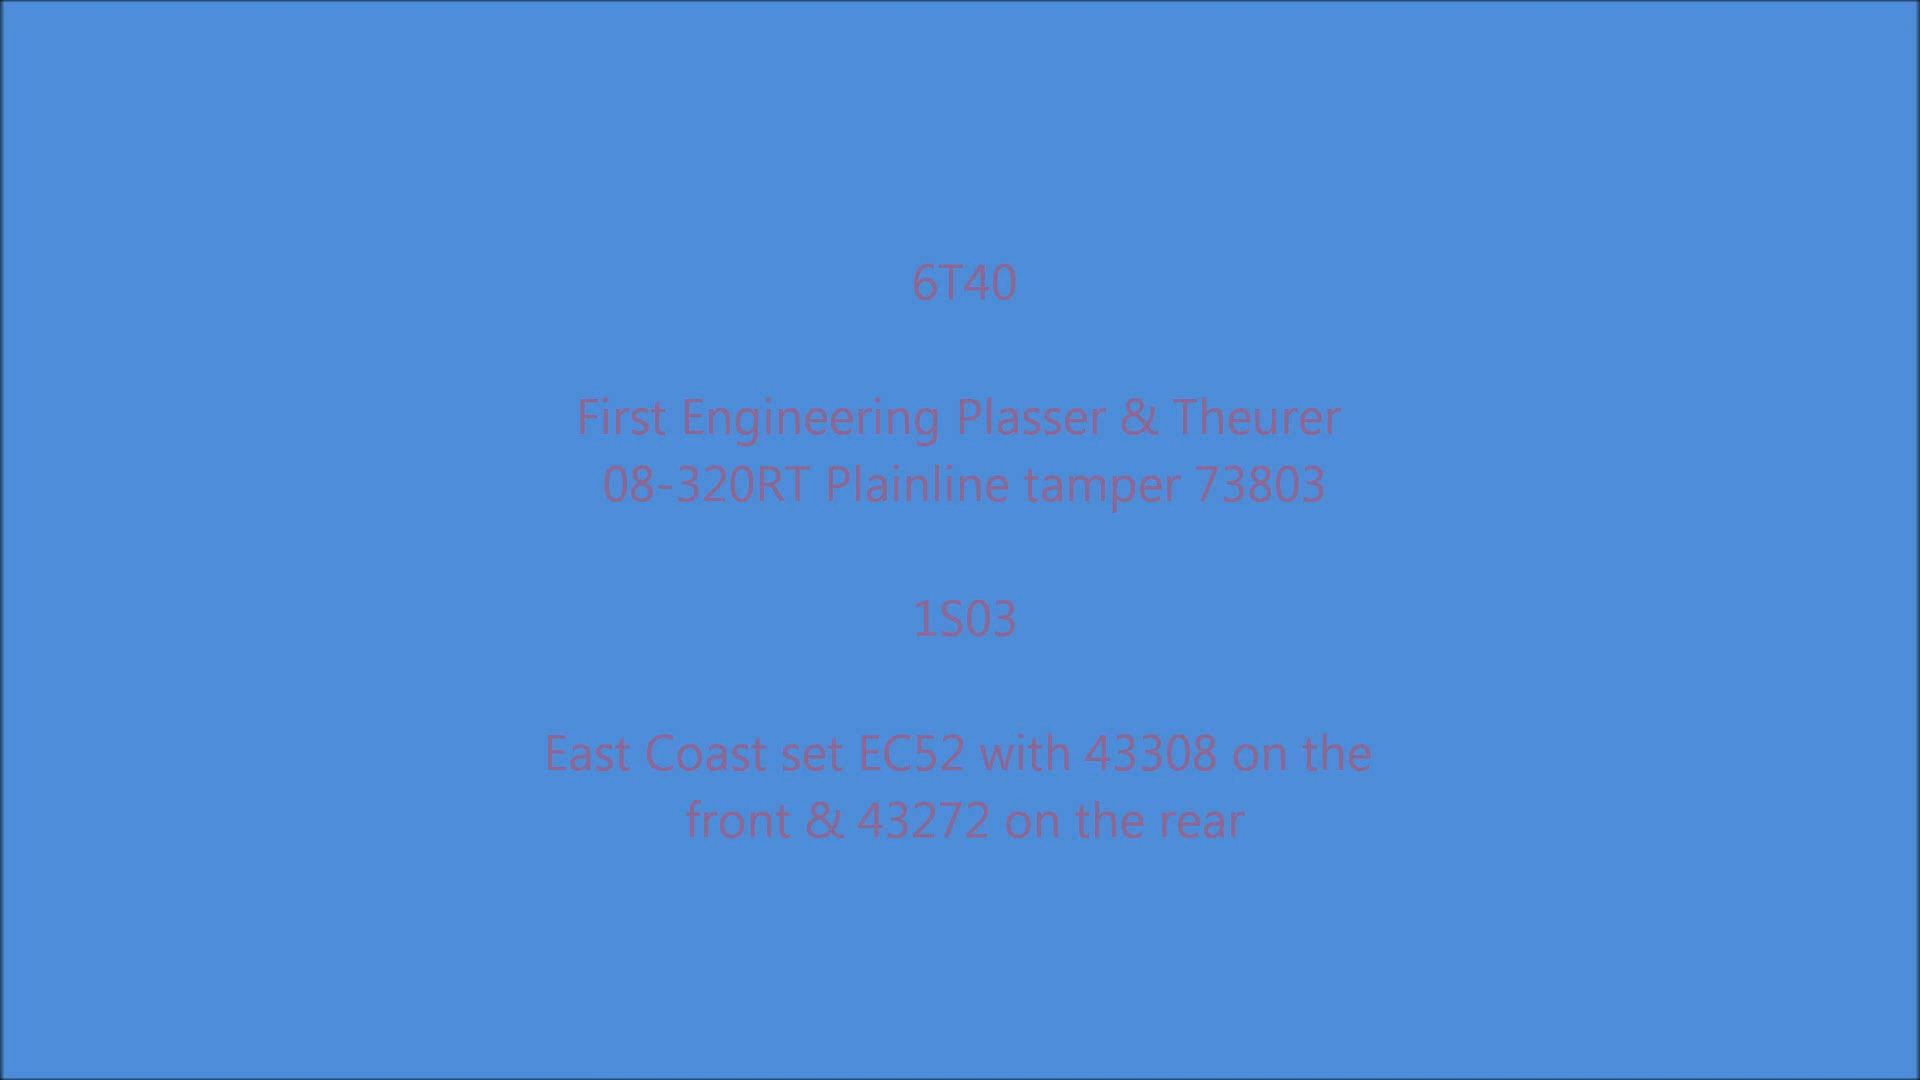 6T40
First Engineering Plasser & Theurer
08-320RT Plainline tamper 73803
1S03
East Coast set EC52 with 43308 on the
front & 43272 on the rear